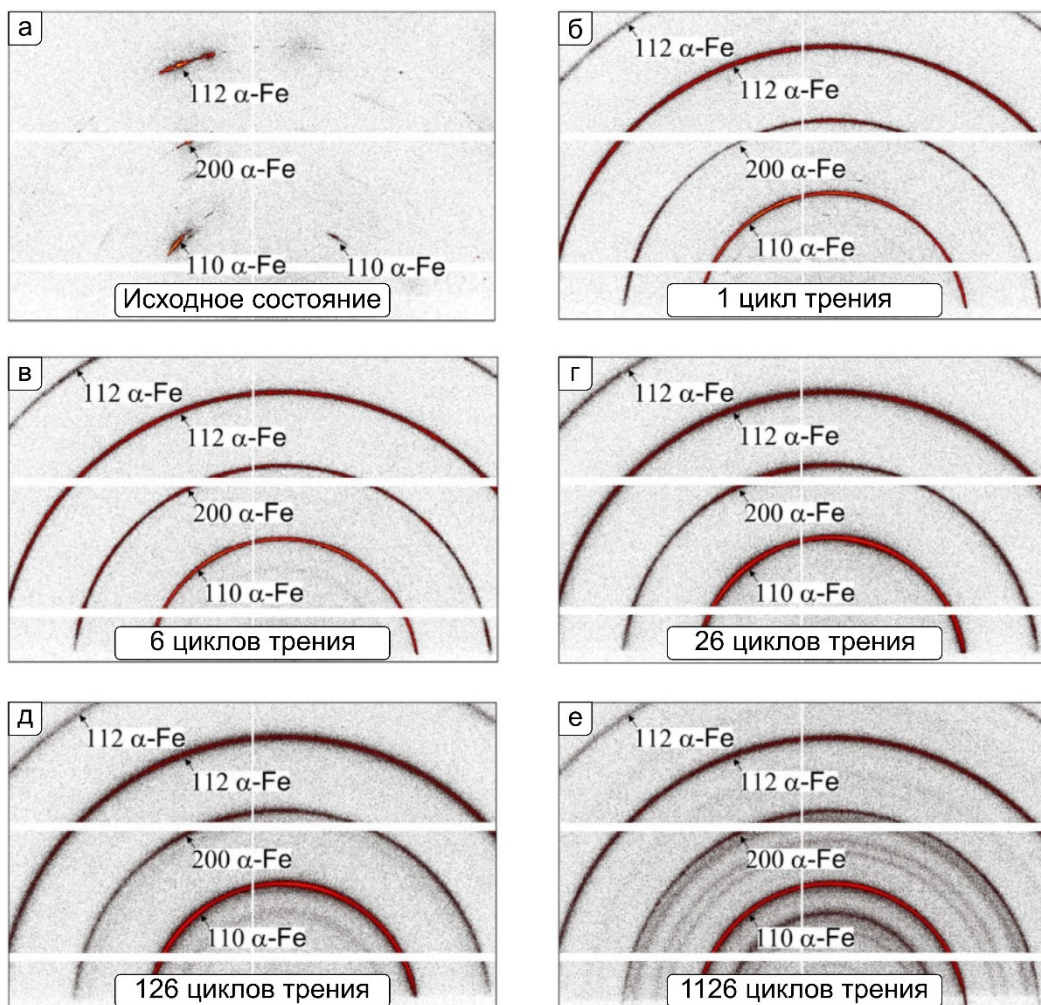 а
112 α-Fe
200 α-Fe
110 α-Fe
110 α-Fe
Исходное состояние
б
112 α-Fe
112 α-Fe
200 α-Fe
110 α-Fe
1 цикл трения
в
112 α-Fe
112 α-Fe
200 α-Fe
110 α-Fe
6 циклов трения
г
112 α-Fe
112 α-Fe
200 α-Fe
110 α-Fe
26 циклов трения
д
112 α-Fe
112 α-Fe
200 α-Fe
110 α-Fe
126 циклов трения
е
112 α-Fe
112 α-Fe
200 α-Fe
110 α-Fe
1126 циклов трения